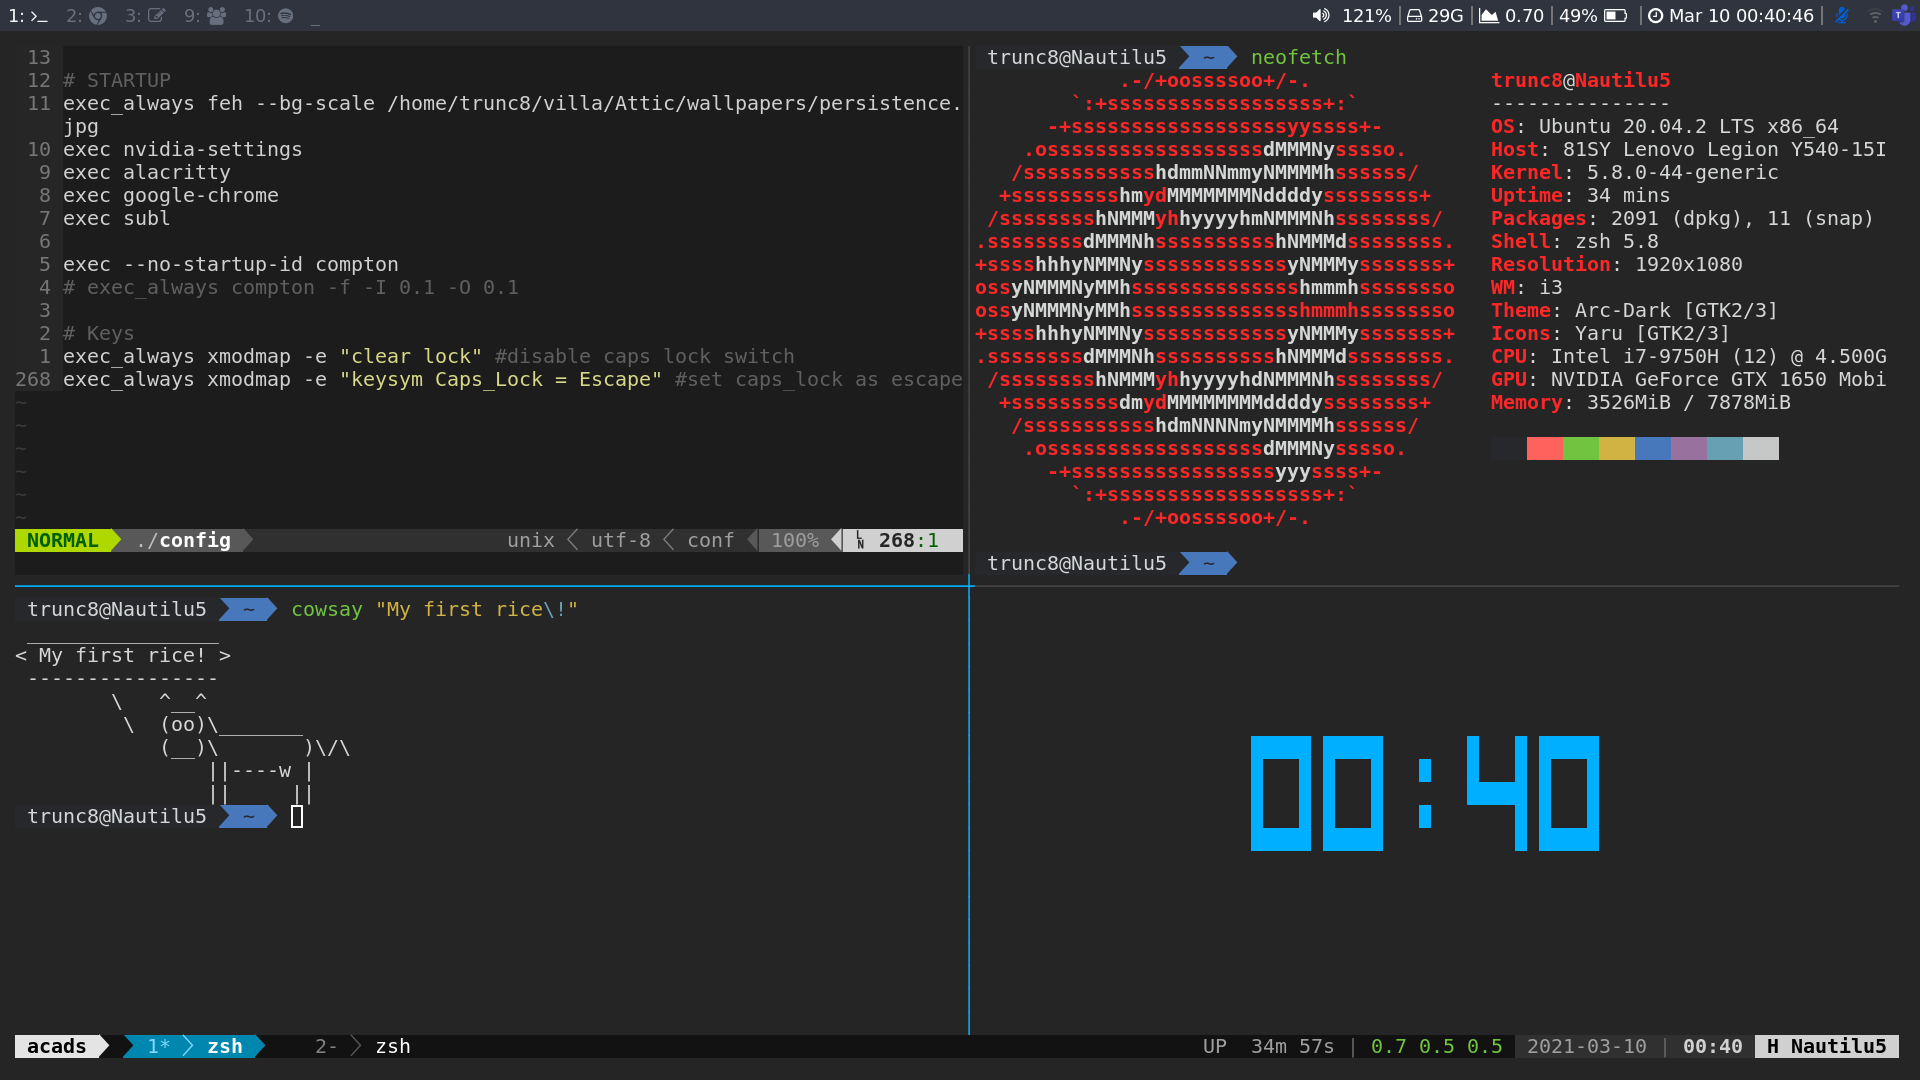 1: >_ 2: 3: 9: 10: _ 121% | 29G | 0.70 | 49% | Mar 10 00:40:46 |
13
12 # STARTUP
11 exec_always feh --bg-scale /home/trunc8/villa/Attic/wallpapers/persistence.
jpg
10 exec nvidia-settings
9 exec alacritty
8 exec google-chrome
7 exec subl
6
5 exec --no-startup-id compton
4 # exec_always compton -f -I 0.1 -O 0.1
3
2 # Keys
1 exec_always xmodmap -e "clear lock" #disable caps lock switch
268 exec_always xmodmap -e "keysym Caps_Lock = Escape" #set caps_lock as escape
~
~
~
~
~
~
NORMAL ./config unix utf-8 conf 100% LN 268:1
trunc8@Nautilu5 ~ neofetch
.-/+oossssoo+/-.
`:+ssssssssssssssssss+:`
-+ssssssssssssssssssyyssss+-
.ossssssssssssssssssdMMMNysssso.
/ssssssssssshdmmNNmmyNMMMMhssssss/
+ssssssssshmydMMMMMMMNddddyssssssss+
/sssssssshNMMMyhhyyyyhmNMMMNhssssssss/
.ssssssssdMMMNhsssssssssshNMMMdssssssss.
+sssshhhyNMMNyssssssssssssyNMMMysssssss+
ossyNMMMNyMMhsssssssssssssshmmmhssssssso
ossyNMMMNyMMhsssssssssssssshmmmhssssssso
+sssshhhyNMMNyssssssssssssyNMMMysssssss+
.ssssssssdMMMNhsssssssssshNMMMdssssssss.
/sssssssshNMMMyhhyyyyhdNMMMNhssssssss/
+sssssssssdmydMMMMMMMMddddyssssssss+
/ssssssssssshdmNNNNmyNMMMMhssssss/
.ossssssssssssssssssdMMMNysssso.
-+sssssssssssssssssyyyssss+-
`:+ssssssssssssssssss+:`
.-/+oossssoo+/-.
trunc8@Nautilu5
---------------
OS: Ubuntu 20.04.2 LTS x86_64
Host: 81SY Lenovo Legion Y540-15I
Kernel: 5.8.0-44-generic
Uptime: 34 mins
Packages: 2091 (dpkg), 11 (snap)
Shell: zsh 5.8
Resolution: 1920x1080
WM: i3
Theme: Arc-Dark [GTK2/3]
Icons: Yaru [GTK2/3]
CPU: Intel i7-9750H (12) @ 4.500G
GPU: NVIDIA GeForce GTX 1650 Mobi
Memory: 3526MiB / 7878MiB
trunc8@Nautilu5 ~
trunc8@Nautilu5 ~ cowsay "My first rice\!"
________________
< My first rice! >
----------------
\ ^__^
\ (oo)\_______
(__)\ )\/\
||----w |
|| ||
trunc8@Nautilu5 ~
00:40
acads 1* zsh 2- zsh UP 34m 57s | 0.7 0.5 0.5 2021-03-10 | 00:40 H Nautilu5